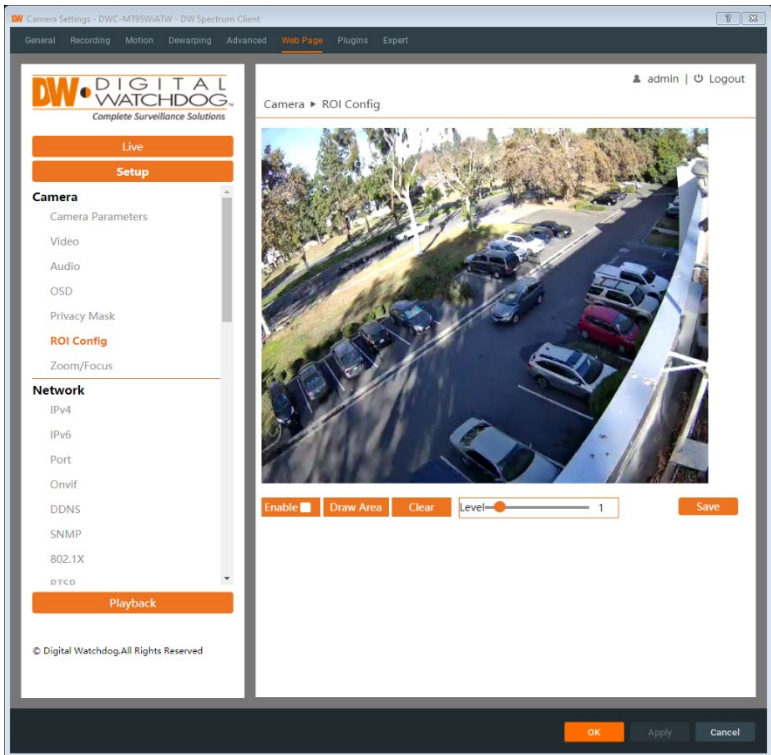 DW Camera Settings - DWC-MT95WiATW - DW Spectrum Client
General Recording Motion Dewarping Advanced Web Page Plugins Expert
DW DIGITAL
WATCHDOG
Complete Surveillance Solutions
Live
Setup
Camera
Camera Parameters
Video
Audio
OSD
Privacy Mask
ROI Config
Zoom/Focus
Network
IPv4
IPv6
Port
Onvif
DDNS
SNMP
802.1X
RTSP
Playback
© Digital Watchdog.All Rights Reserved
admin | Logout
Camera ▸ ROI Config
Enable Draw Area Clear Level 1 Save
OK Apply Cancel